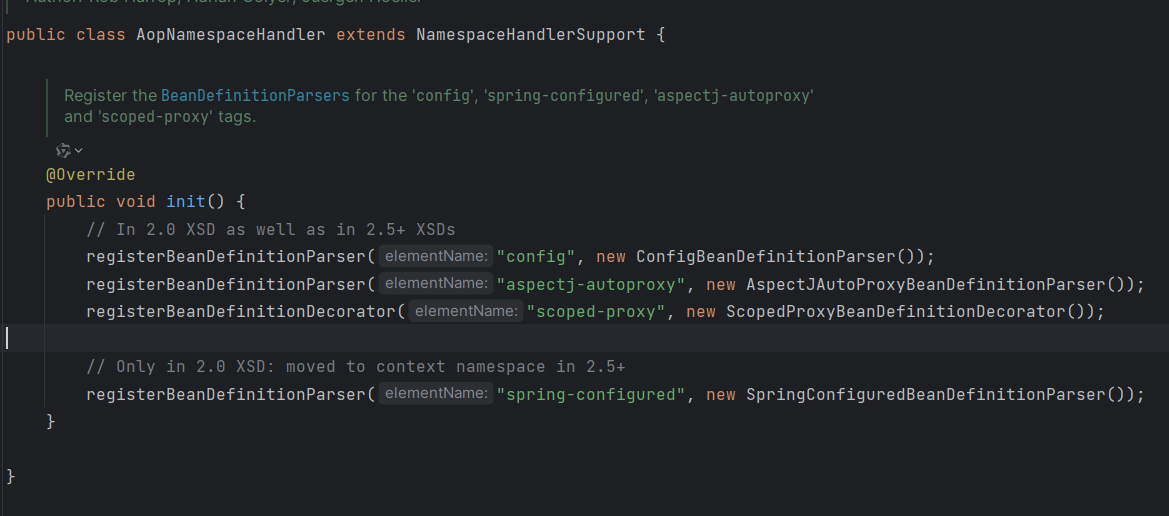 Author: Rob Harrop, Adrian Colyer, Juergen Hoeller
public class AopNamespaceHandler extends NamespaceHandlerSupport {
Register the BeanDefinitionParsers for the 'config', 'spring-configured', 'aspectj-autoproxy'
and 'scoped-proxy' tags.
@Override
public void init() {
// In 2.0 XSD as well as in 2.5+ XSDs
registerBeanDefinitionParser( elementName: "config", new ConfigBeanDefinitionParser());
registerBeanDefinitionParser( elementName: "aspectj-autoproxy", new AspectJAutoProxyBeanDefinitionParser());
registerBeanDefinitionDecorator( elementName: "scoped-proxy", new ScopedProxyBeanDefinitionDecorator());
// Only in 2.0 XSD: moved to context namespace in 2.5+
registerBeanDefinitionParser( elementName: "spring-configured", new SpringConfiguredBeanDefinitionParser());
}
}